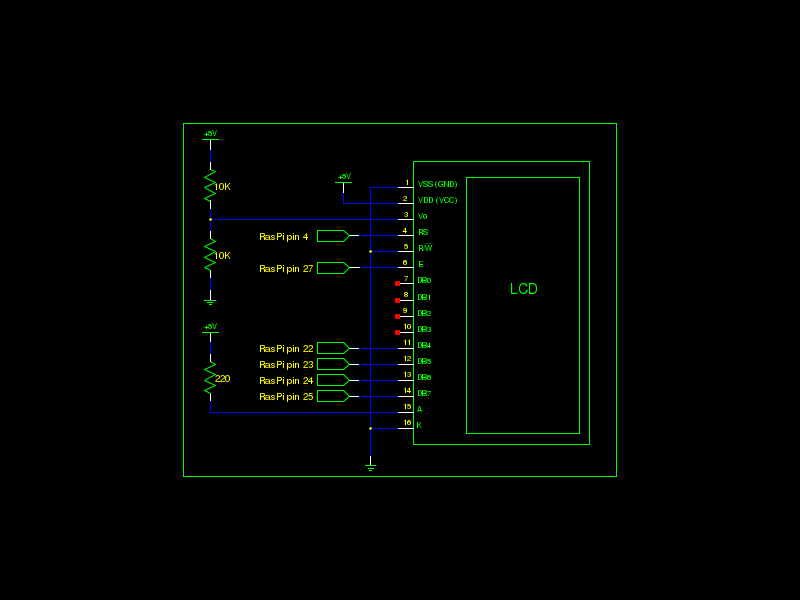 +5V
10K
10K
+5V
220
+5V
RasPi pin 4
RasPi pin 27
RasPi pin 22
RasPi pin 23
RasPi pin 24
RasPi pin 25
1 VSS (GND)
2 VDD (VCC)
3 Vo
4 RS
5 R/W
6 E
7 DB0
8 DB1
9 DB2
10 DB3
11 DB4
12 DB5
13 DB6
14 DB7
15 A
16 K
LCD